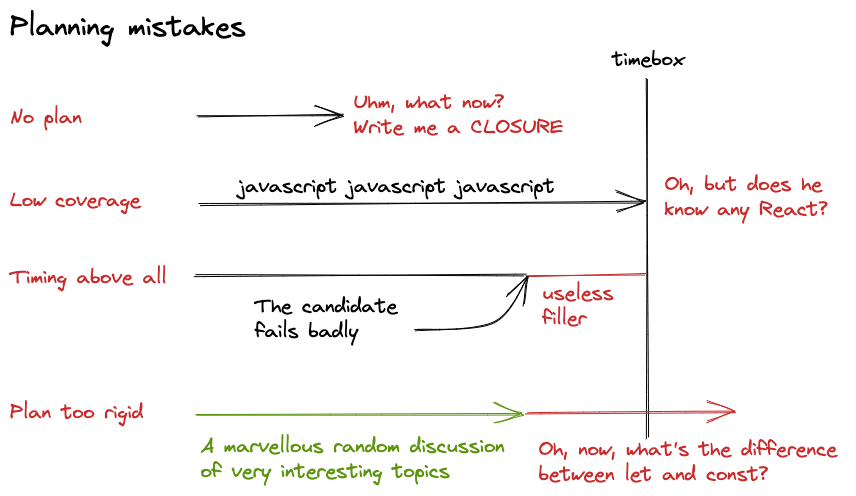 Planning mistakes
timebox
No plan
Uhm, what now?
Write me a CLOSURE
Low coverage
javascript javascript javascript
Oh, but does he
know any React?
Timing above all
The candidate
fails badly
useless
filler
Plan too rigid
A marvellous random discussion
of very interesting topics
Oh, now, what's the difference
between let and const?